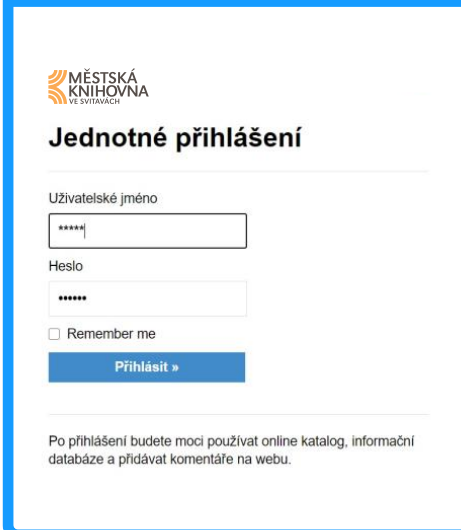 MĚSTSKÁ
KNIHOVNA
VE SVITAVÁCH
Jednotné přihlášení
Uživatelské jméno
*****
Heslo
••••••
Remember me
Přihlásit »
Po přihlášení budete moci používat online katalog, informační
databáze a přidávat komentáře na webu.